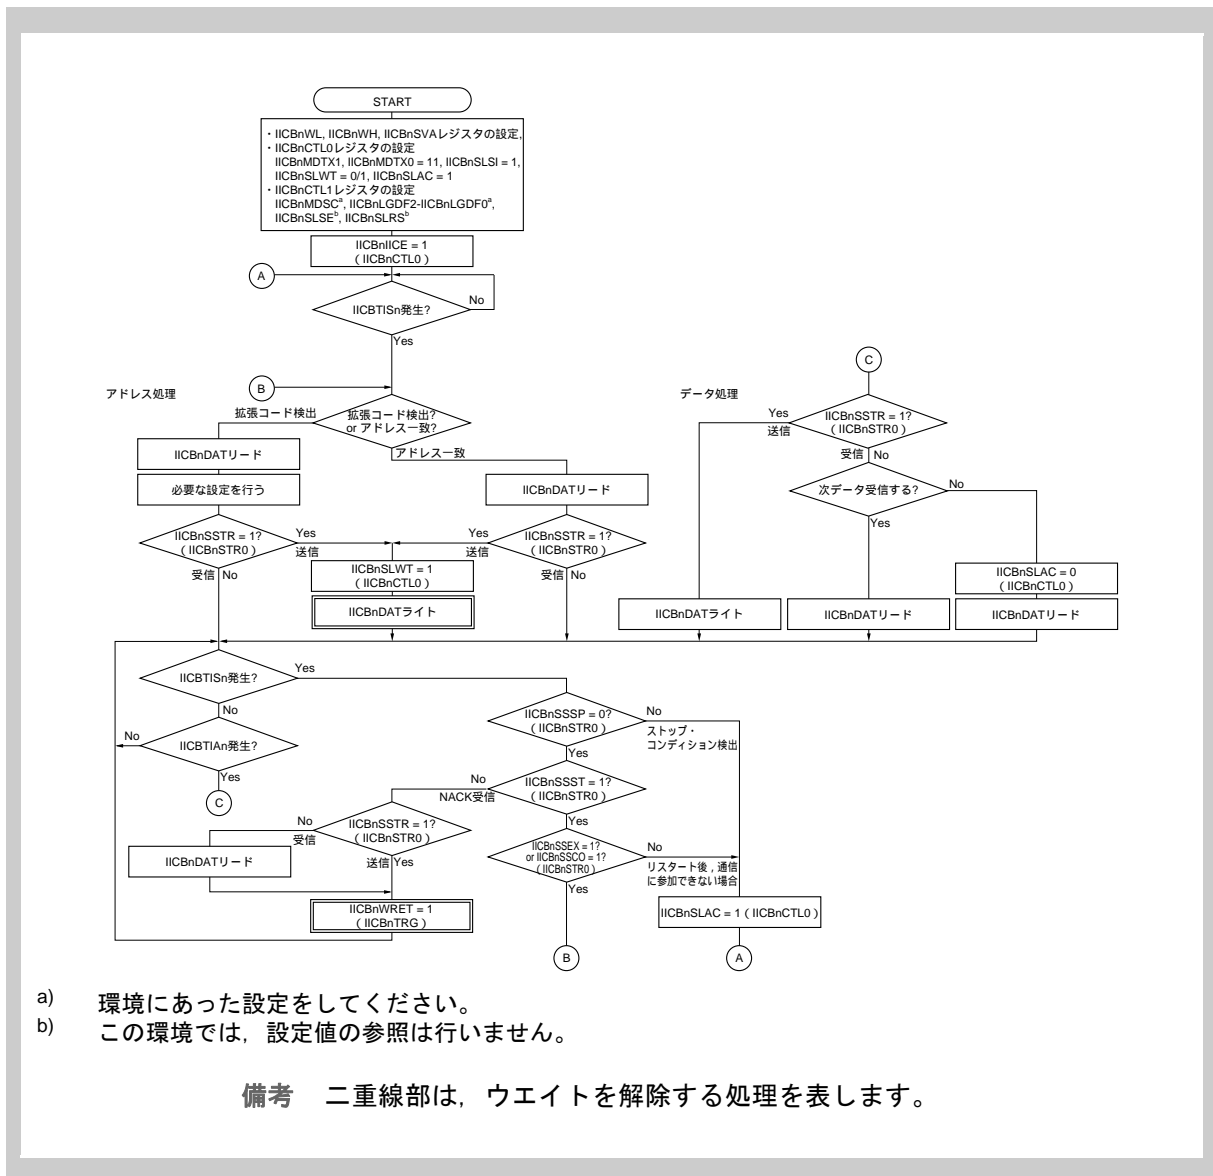 START
・IICBnWL, IICBnWH, IICBnSVAレジスタの設定,
・IICBnCTL0レジスタの設定
IICBnMDTX1, IICBnMDTX0 = 11, IICBnSLSI = 1,
IICBnSLWT = 0/1, IICBnSLAC = 1
・IICBnCTL1レジスタの設定
IICBnMDSCa, IICBnLGDF2-IICBnLGDF0a,
IICBnSLSEb, IICBnSLRSb
IICBnIICE = 1
( IICBnCTL0 )
A
IICBTISn発生?
No
Yes
B
アドレス処理
拡張コード検出
拡張コード検出?
or アドレス一致?
アドレス一致
IICBnDATリード
必要な設定を行う
IICBnDATリード
IICBnSSTR = 1?
( IICBnSTR0 )
Yes
送信
受信
No
IICBnSSTR = 1?
( IICBnSTR0 )
Yes
送信
受信
No
IICBnSLWT = 1
( IICBnCTL0 )
IICBnDATライト
C
データ処理
IICBnSSTR = 1?
( IICBnSTR0 )
Yes
送信
受信
No
次データ受信する?
No
Yes
IICBnSLAC = 0
( IICBnCTL0 )
IICBnDATライト
IICBnDATリード
IICBnDATリード
IICBTISn発生?
Yes
No
IICBTIAn発生?
No
Yes
C
IICBnSSSP = 0?
( IICBnSTR0 )
No
ストップ・
コンディション検出
Yes
IICBnSSST = 1?
( IICBnSTR0 )
No
NACK受信
Yes
IICBnSSTR = 1?
( IICBnSTR0 )
No
受信
送信
Yes
IICBnDATリード
IICBnWRET = 1
( IICBnTRG )
IICBnSSEX = 1?
or IICBnSSCO = 1?
( IICBnSTR0 )
No
リスタート後，通信
に参加できない場合
Yes
IICBnSLAC = 1 ( IICBnCTL0 )
B
A
a) 環境にあった設定をしてください。
b) この環境では，設定値の参照は行いません。
備考 二重線部は，ウエイトを解除する処理を表します。